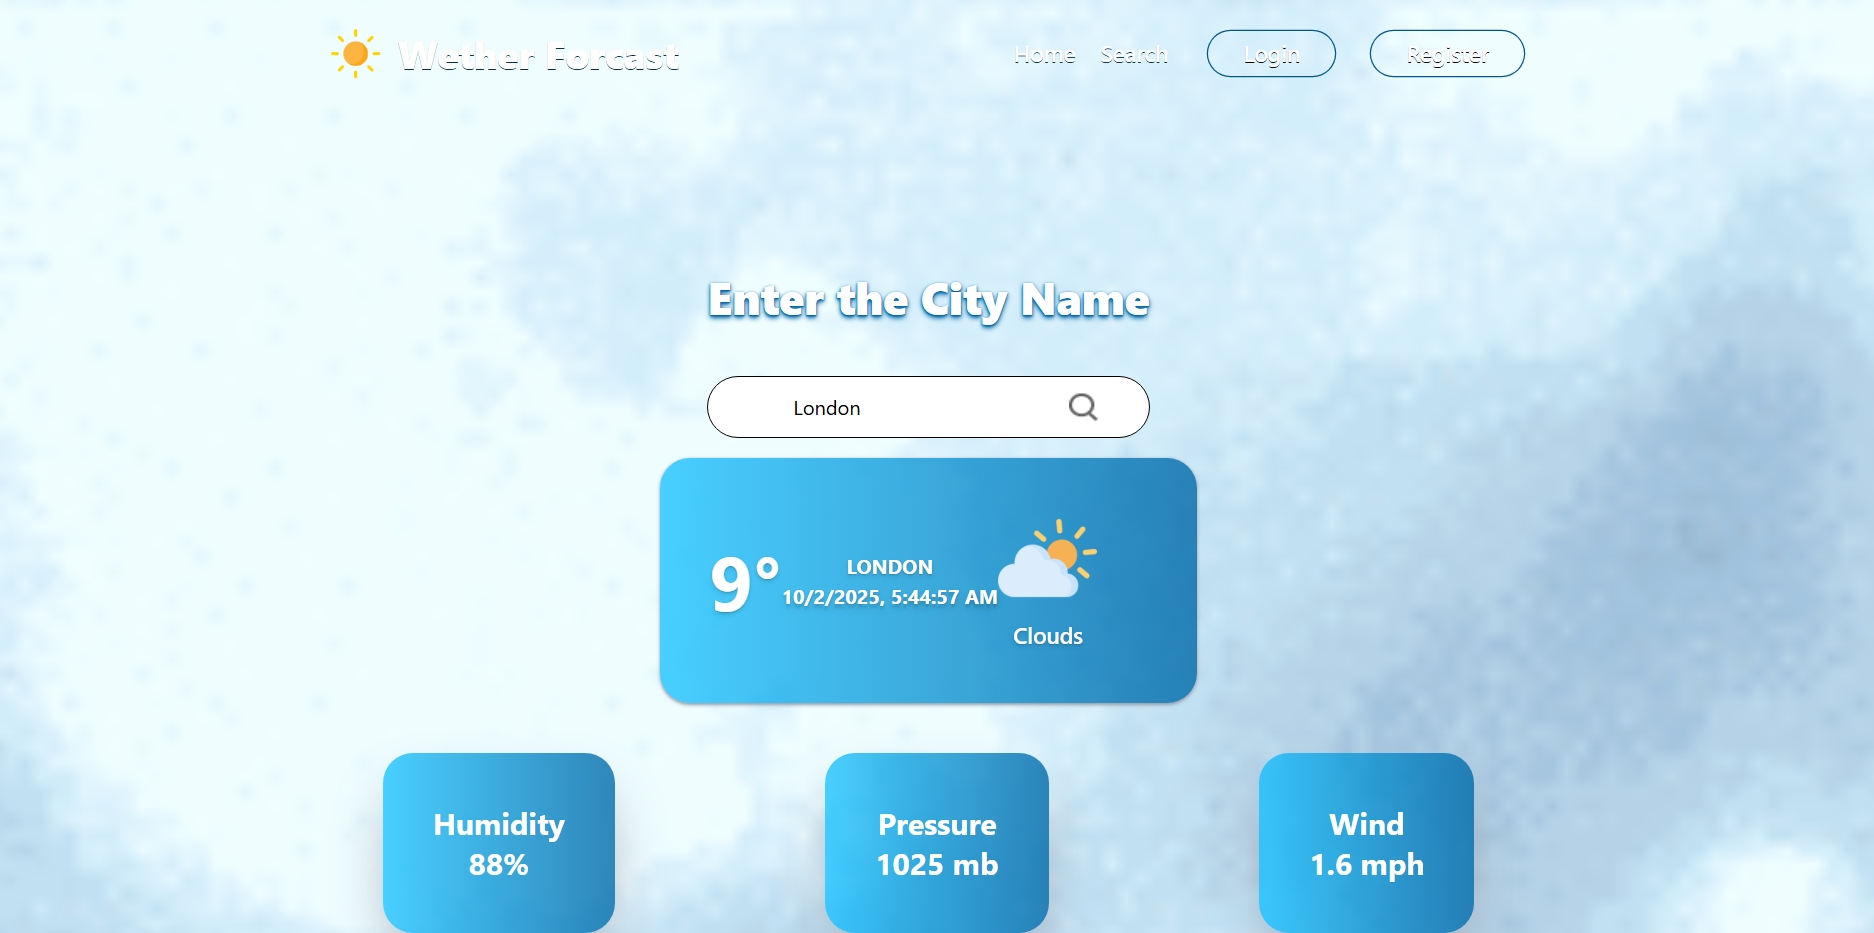 Wether Forcast
Home Search Login Register
Enter the City Name
London
9°
LONDON
10/2/2025, 5:44:57 AM
Clouds
Humidity
88%
Pressure
1025 mb
Wind
1.6 mph